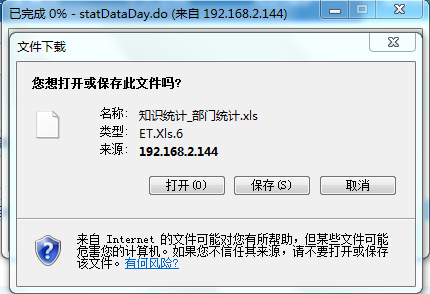 已完成 0% - statDataDay.do (来自 192.168.2.144)
文件下载
您想打开或保存此文件吗?
名称: 知识统计_部门统计.xls
类型: ET.Xls.6
来源: 192.168.2.144
打开(O) 保存(S) 取消
来自 Internet 的文件可能对您有所帮助，但某些文件可能
危害您的计算机。如果您不信任其来源，请不要打开或保存
该文件。有何风险?